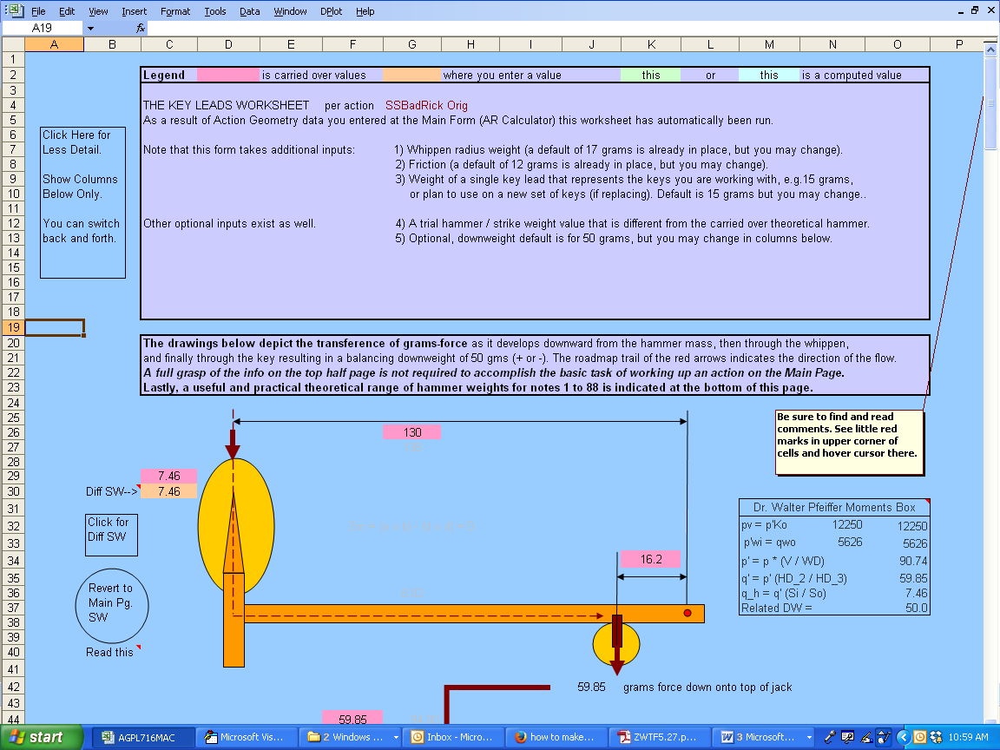 File Edit View Insert Format Tools Data Window DPlot Help
A19 fx
A B C D E F G H I J K L M N O P
1
2 Legend is carried over values where you enter a value this or this is a computed value
3
4 THE KEY LEADS WORKSHEET per action SSBadRick Orig
5 As a result of Action Geometry data you entered at the Main Form (AR Calculator) this worksheet has automatically been run.
6 Click Here for
7 Less Detail. Note that this form takes additional inputs: 1) Whippen radius weight (a default of 17 grams is already in place, but you may change).
8 2) Friction (a default of 12 grams is already in place, but you may change).
9 Show Columns 3) Weight of a single key lead that represents the keys you are working with, e.g.15 grams,
10 Below Only. or plan to use on a new set of keys (if replacing). Default is 15 grams but you may change..
11
12 You can switch Other optional inputs exist as well. 4) A trial hammer / strike weight value that is different from the carried over theoretical hammer.
13 back and forth. 5) Optional, downweight default is for 50 grams, but you may change in columns below.
14
15
16
17
18
19
20 The drawings below depict the transference of grams-force as it develops downward from the hammer mass, then through the whippen,
21 and finally through the key resulting in a balancing downweight of 50 gms (+ or -). The roadmap trail of the red arrows indicates the direction of the flow.
22 A full grasp of the info on the top half page is not required to accomplish the basic task of working up an action on the Main Page.
23 Lastly, a useful and practical theoretical range of hammer weights for notes 1 to 88 is indicated at the bottom of this page.
24
25
26 130
27
28
29 7.46
30 Diff SW--> 7.46
31
32
33
34 16.2
35
36
37
38
39
40
41
42
43
44
Be sure to find and read
comments. See little red
marks in upper corner of
cells and hover cursor there.
Click for
Diff SW
Revert to
Main Pg.
SW
Read this
Dr. Walter Pfeiffer Moments Box
pv = p'Ko 12250 12250
p'wi = qwo 5626 5626
p' = p * (V / WD) 90.74
q' = p' (HD_2 / HD_3) 59.85
q_h = q' (Si / So) 7.46
Related DW = 50.0
59.85 grams force down onto top of jack
59.85
start AGPL716MAC Microsoft Vis... 2 Windows ... Inbox - Micro... how to make... ZWTF5.27.p... 3 Microsoft... 10:59 AM